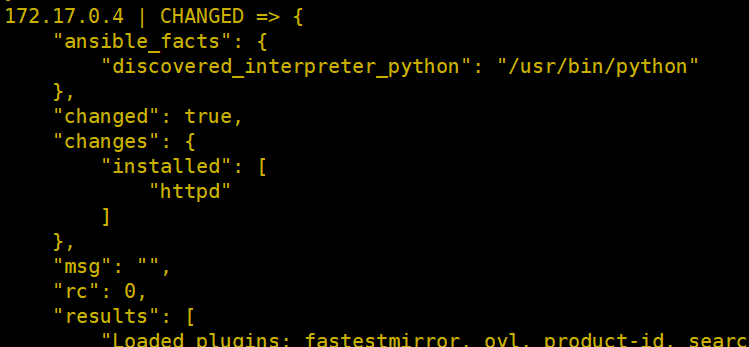 172.17.0.4 | CHANGED => {
    "ansible_facts": {
        "discovered_interpreter_python": "/usr/bin/python"
    },
    "changed": true,
    "changes": {
        "installed": [
            "httpd"
        ]
    },
    "msg": "",
    "rc": 0,
    "results": [
        "Loaded plugins: fastestmirror, ovl, product-id, searc